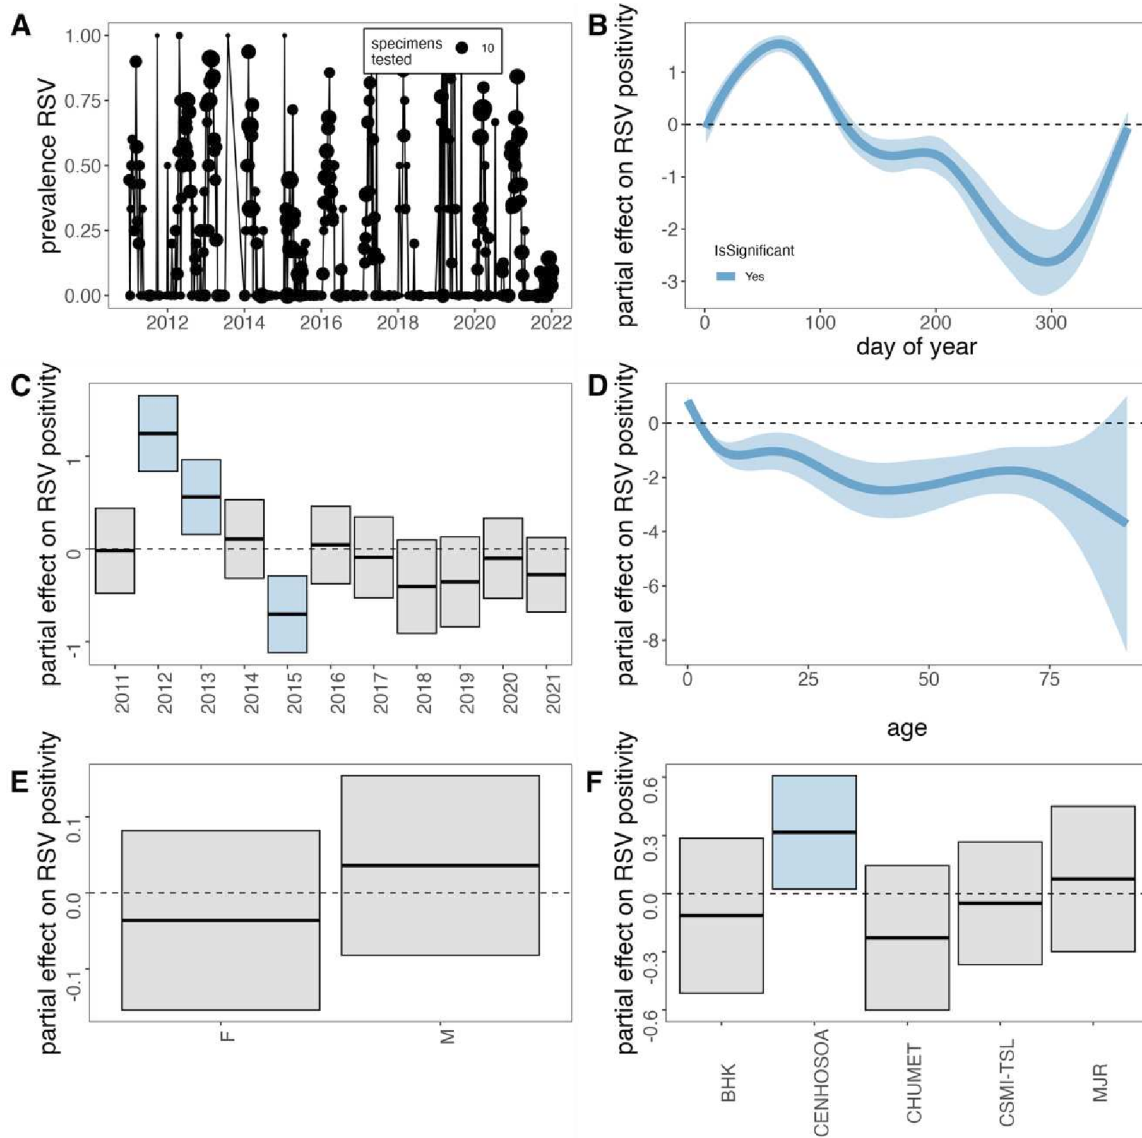 A
prevalence RSV
1.00
0.75
0.50
0.25
0.00
specimens
tested
10
2012
2014
2016
2018
2020
2022
B
partial effect on RSV positivity
1
0
-1
-2
-3
IsSignificant
Yes
0
100
200
300
day of year
C
partial effect on RSV positivity
1
0
-1
2011
2012
2013
2014
2015
2016
2017
2018
2019
2020
2021
D
partial effect on RSV positivity
0
-2
-4
-6
-8
0
25
50
75
age
E
partial effect on RSV positivity
0.1
0.0
-0.1
F
M
F
partial effect on RSV positivity
0.6
0.3
0.0
-0.3
-0.6
BHK
CENHOSOA
CHUMET
CSMI-TSL
MJR